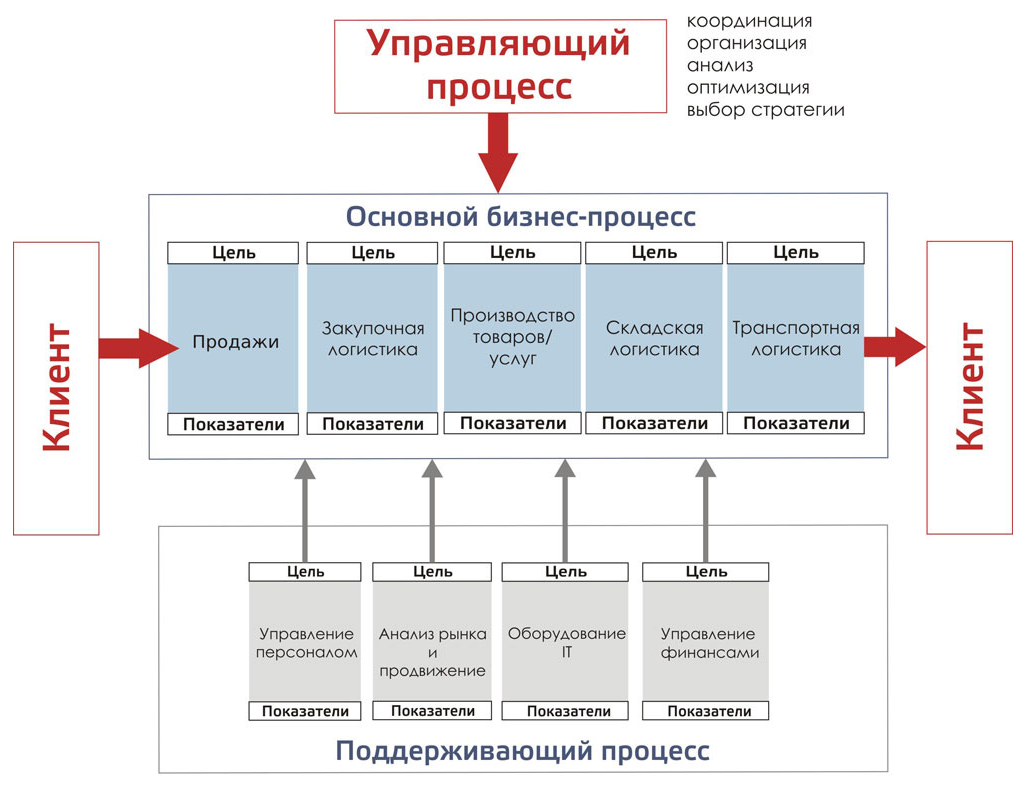 Управляющий
процесс
координация
организация
анализ
оптимизация
выбор стратегии
Основной бизнес-процесс
Клиент
Цель
Продажи
Показатели
Цель
Закупочная
логистика
Показатели
Цель
Производство
товаров/
услуг
Показатели
Цель
Складская
логистика
Показатели
Цель
Транспортная
логистика
Показатели
Клиент
Цель
Управление
персоналом
Показатели
Цель
Анализ рынка
и
продвижение
Показатели
Цель
Оборудование
IT
Показатели
Цель
Управление
финансами
Показатели
Поддерживающий процесс